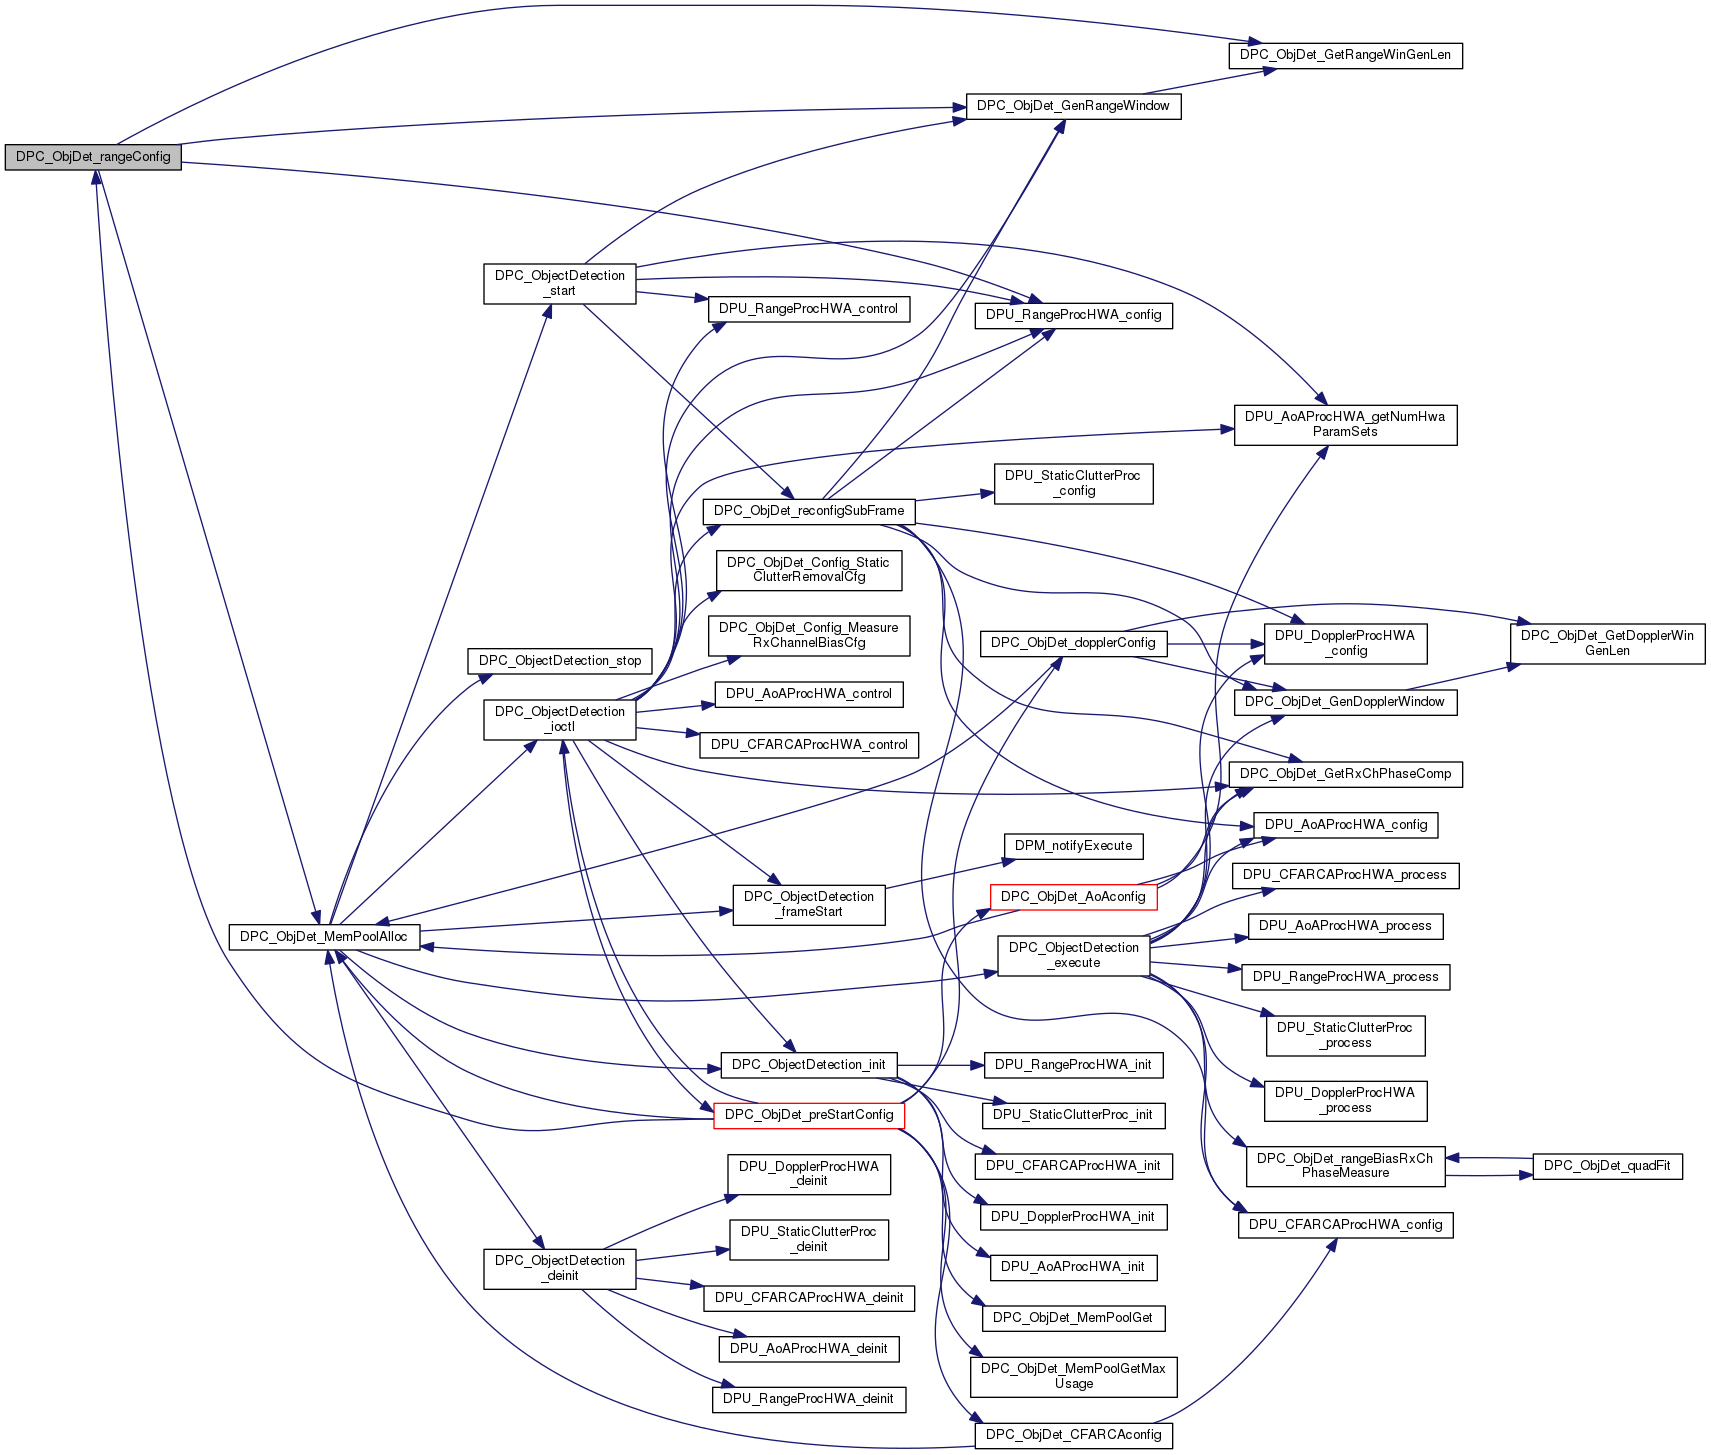 DPC_ObjDet_GetRangeWinGenLen
DPC_ObjDet_GenRangeWindow
DPC_ObjDet_rangeConfig
DPC_ObjectDetection
_start
DPU_RangeProcHWA_control
DPU_RangeProcHWA_config
DPU_AoAProcHWA_getNumHwa
ParamSets
DPU_StaticClutterProc
_config
DPC_ObjDet_reconfigSubFrame
DPC_ObjDet_Config_Static
ClutterRemovalCfg
DPC_ObjDet_Config_Measure
RxChannelBiasCfg
DPC_ObjDet_dopplerConfig
DPU_DopplerProcHWA
_config
DPC_ObjDet_GetDopplerWin
GenLen
DPC_ObjectDetection_stop
DPU_AoAProcHWA_control
DPC_ObjDet_GenDopplerWindow
DPC_ObjectDetection
_ioctl
DPU_CFARCAProcHWA_control
DPC_ObjDet_GetRxChPhaseComp
DPU_AoAProcHWA_config
DPM_notifyExecute
DPU_CFARCAProcHWA_process
DPC_ObjectDetection
_frameStart
DPC_ObjDet_AoAconfig
DPU_AoAProcHWA_process
DPC_ObjDet_MemPoolAlloc
DPC_ObjectDetection
_execute
DPU_RangeProcHWA_process
DPU_StaticClutterProc
_process
DPC_ObjectDetection_init
DPU_RangeProcHWA_init
DPU_DopplerProcHWA
_process
DPC_ObjDet_preStartConfig
DPU_StaticClutterProc_init
DPU_CFARCAProcHWA_init
DPC_ObjDet_rangeBiasRxCh
PhaseMeasure
DPC_ObjDet_quadFit
DPU_DopplerProcHWA
_deinit
DPU_DopplerProcHWA_init
DPU_CFARCAProcHWA_config
DPU_StaticClutterProc
_deinit
DPC_ObjectDetection
_deinit
DPU_AoAProcHWA_init
DPU_CFARCAProcHWA_deinit
DPC_ObjDet_MemPoolGet
DPU_AoAProcHWA_deinit
DPC_ObjDet_MemPoolGetMax
Usage
DPU_RangeProcHWA_deinit
DPC_ObjDet_CFARCAconfig